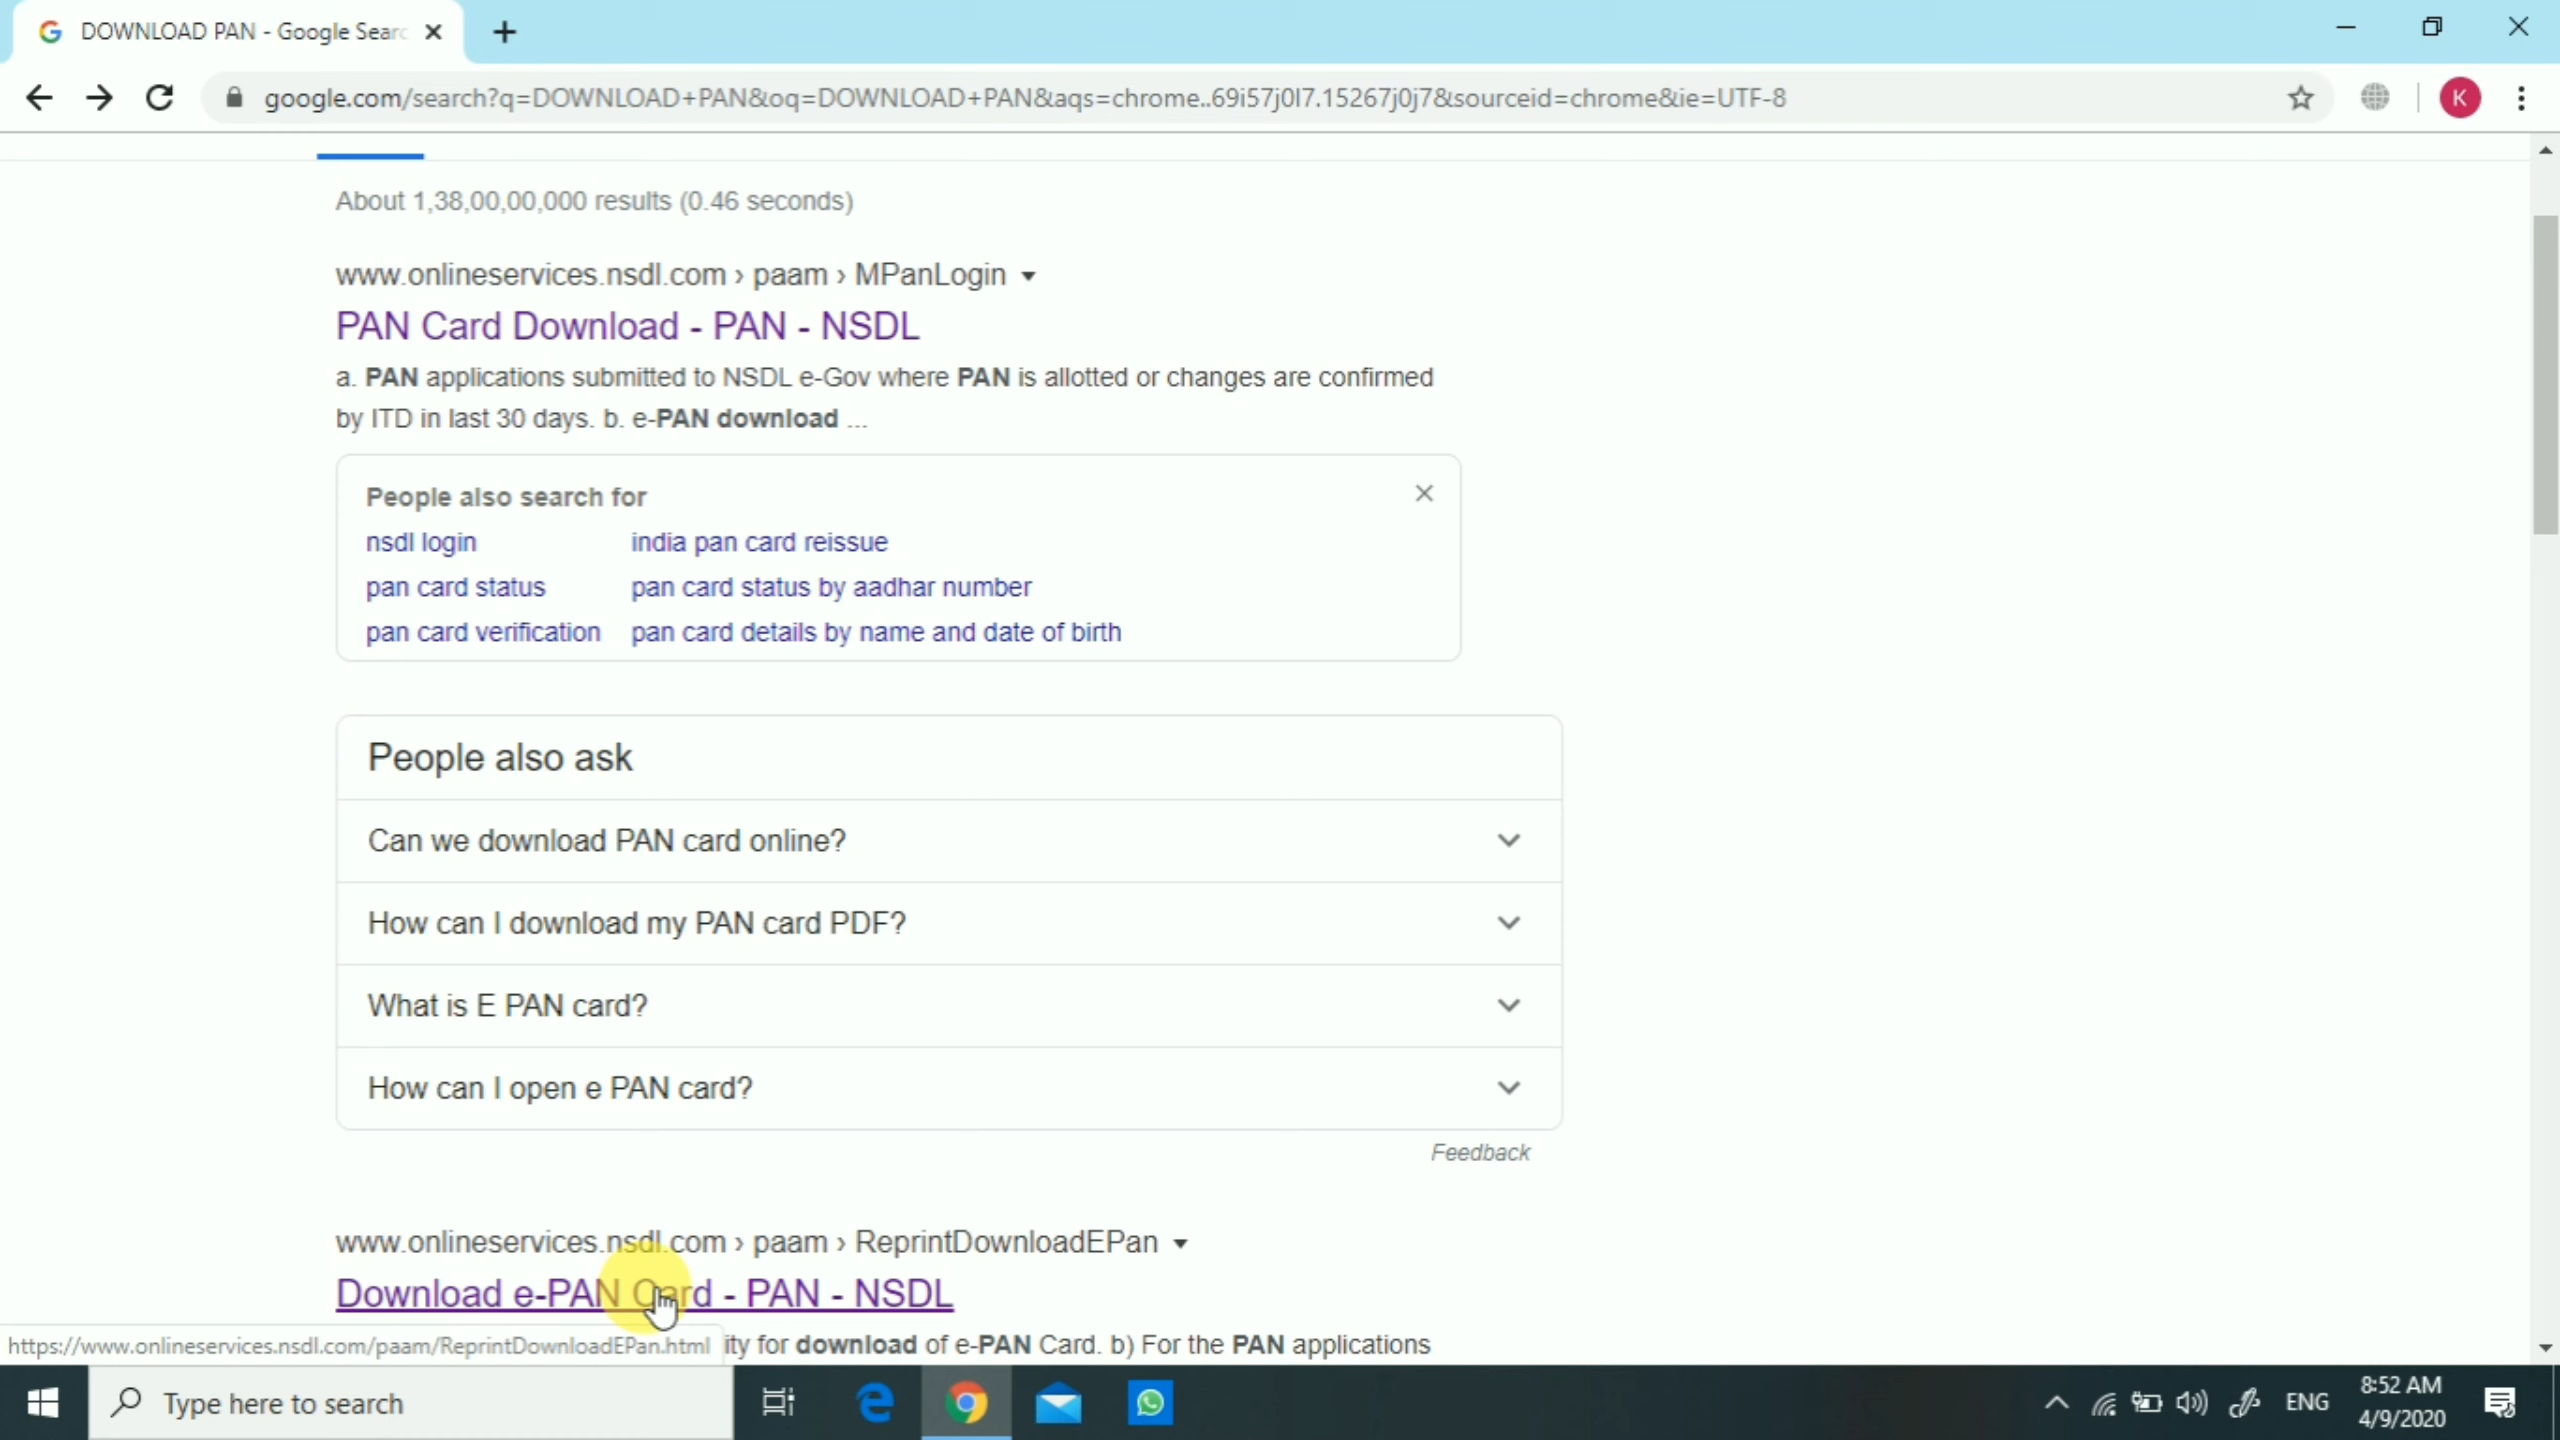 DOWNLOAD PAN - Google Searc
google.com/search?q=DOWNLOAD+PAN&oq=DOWNLOAD+PAN&aqs=chrome..69i57j0l7.15267j0j7&sourceid=chrome&ie=UTF-8
K
About 1,38,00,00,000 results (0.46 seconds)
www.onlineservices.nsdl.com › paam › MPanLogin
PAN Card Download - PAN - NSDL
a. PAN applications submitted to NSDL e-Gov where PAN is allotted or changes are confirmed
by ITD in last 30 days. b. e-PAN download ...
People also search for
nsdl login india pan card reissue
pan card status pan card status by aadhar number
pan card verification pan card details by name and date of birth
People also ask
Can we download PAN card online?
How can I download my PAN card PDF?
What is E PAN card?
How can I open e PAN card?
Feedback
www.onlineservices.nsdl.com › paam › ReprintDownloadEPan
Download e-PAN Card - PAN - NSDL
https://www.onlineservices.nsdl.com/paam/ReprintDownloadEPan.html ity for download of e-PAN Card. b) For the PAN applications
Type here to search
ENG
8:52 AM
4/9/2020